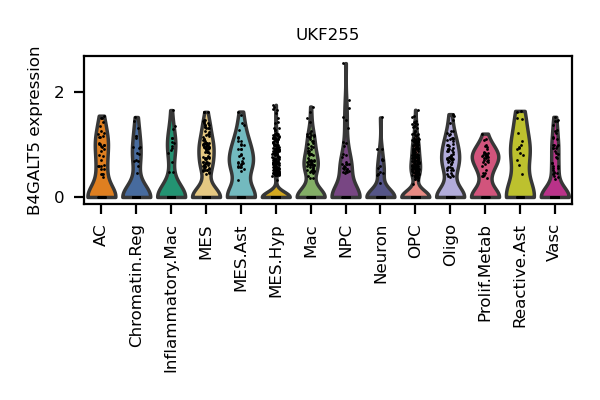 UKF255
B4GALT5 expression
2
0
AC
Chromatin.Reg
Inflammatory.Mac
MES
MES.Ast
MES.Hyp
Mac
NPC
Neuron
OPC
Oligo
Prolif.Metab
Reactive.Ast
Vasc